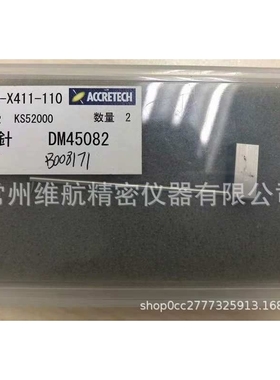 -X411-110 ACCRETECH
KS52000 数量 2
針 DM45082
B008171
常州维航精密仪器有限公司
shop0cc2777325913.168